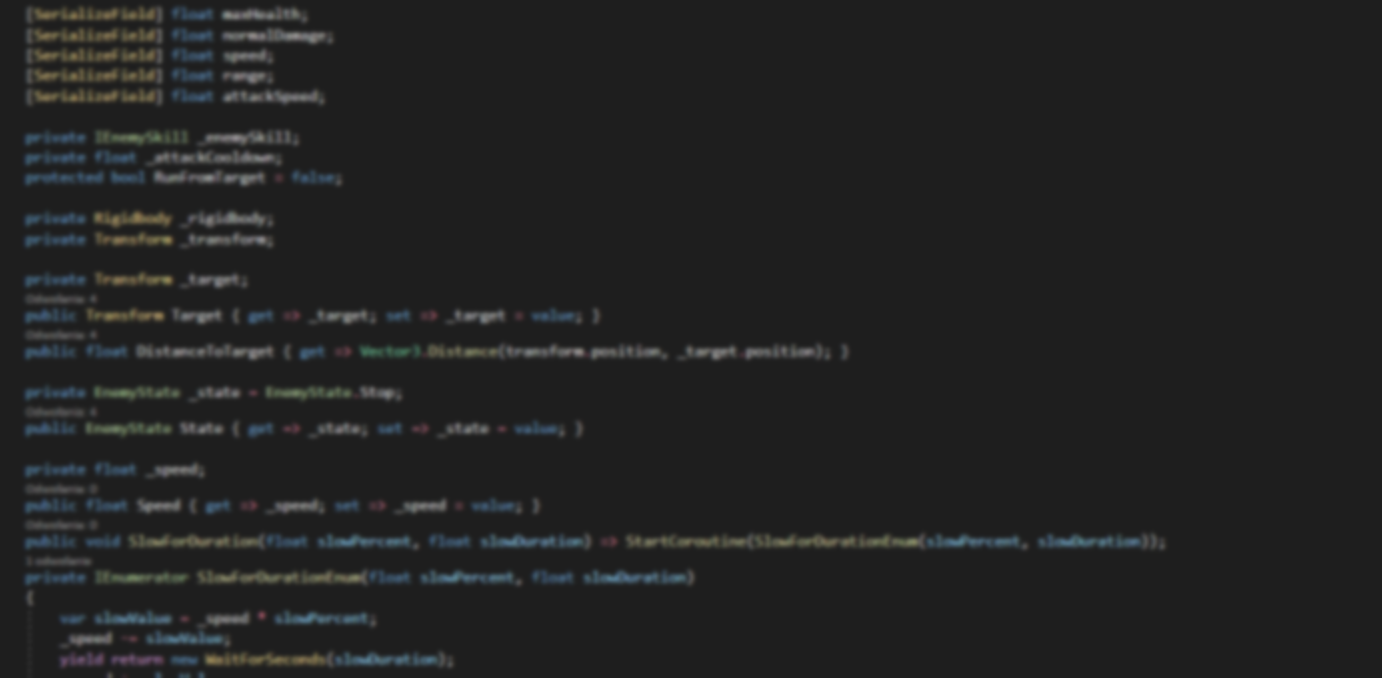 [SerializeField] float maxHealth;
[SerializeField] float normalDamage;
[SerializeField] float speed;
[SerializeField] float range;
[SerializeField] float attackSpeed;
private IEnemySkill _enemySkill;
private float _attackCooldown;
protected bool RunFromTarget = false;
private Rigidbody _rigidbody;
private Transform _transform;
private Transform _target;
Odwołania: 4
public Transform Target { get => _target; set => _target = value; }
Odwołania: 4
public float DistanceToTarget { get => Vector3.Distance(transform.position, _target.position); }
private EnemyState _state = EnemyState.Stop;
Odwołania: 4
public EnemyState State { get => _state; set => _state = value; }
private float _speed;
Odwołania: 0
public float Speed { get => _speed; set => _speed = value; }
Odwołania: 0
public void SlowForDuration(float slowPercent, float slowDuration) => StartCoroutine(SlowForDurationEnum(slowPercent, slowDuration));
1 odwołanie
private IEnumerator SlowForDurationEnum(float slowPercent, float slowDuration)
{
var slowValue = _speed * slowPercent;
_speed -= slowValue;
yield return new WaitForSeconds(slowDuration);